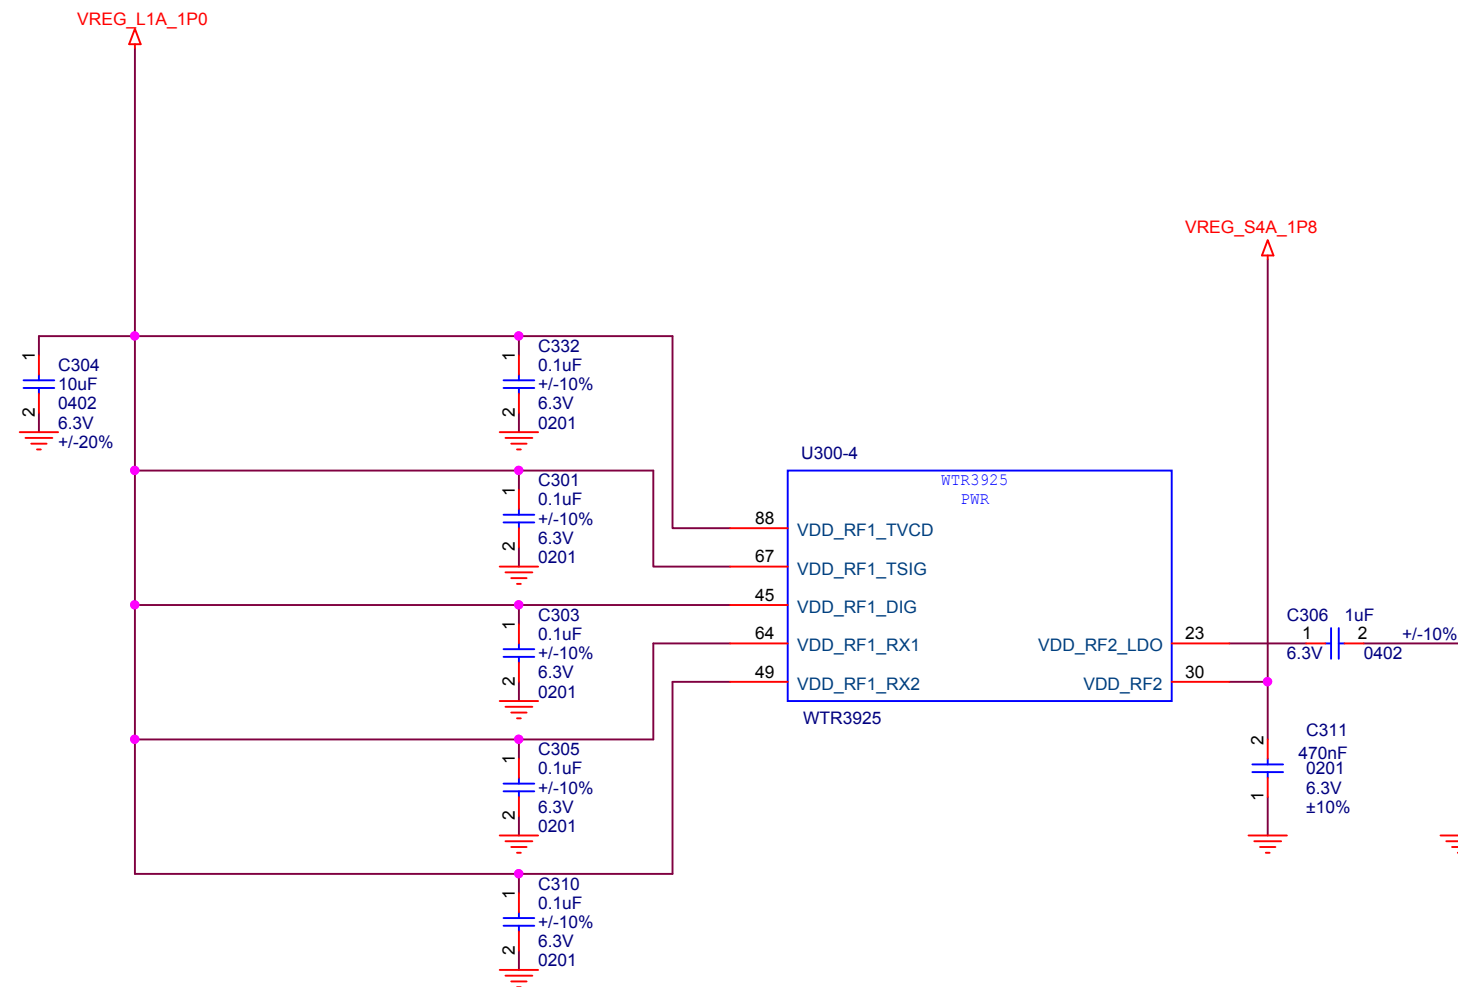 VREG_L1A_1P0
VREG_S4A_1P8
1
C304
10uF
0402
2
6.3V
+/-20%
1
C332
0.1uF
+/-10%
2
6.3V
0201
1
C301
0.1uF
+/-10%
2
6.3V
0201
1
C303
0.1uF
+/-10%
2
6.3V
0201
1
C305
0.1uF
+/-10%
2
6.3V
0201
1
C310
0.1uF
+/-10%
2
6.3V
0201
U300-4
WTR3925
PWR
88 VDD_RF1_TVCD
67 VDD_RF1_TSIG
45 VDD_RF1_DIG
64 VDD_RF1_RX1
49 VDD_RF1_RX2
VDD_RF2_LDO 23
VDD_RF2 30
WTR3925
C306 1uF
1 2 +/-10%
6.3V 0402
2
C311
470nF
0201
6.3V
1
±10%